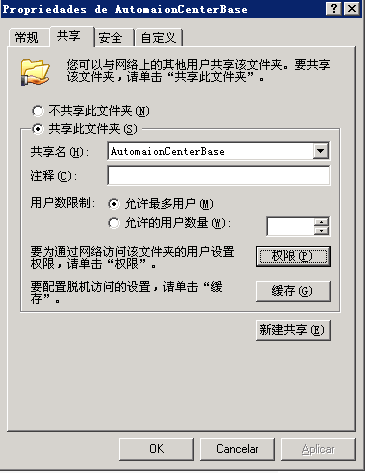 Propriedades de AutomaionCenterBase
常规 共享 安全 自定义
您可以与网络上的其他用户共享该文件夹。要共享
该文件夹，请单击“共享此文件夹”。
不共享此文件夹(N)
共享此文件夹(S)
共享名(H): AutomaionCenterBase
注释(C):
用户数限制: 允许最多用户(M)
允许的用户数量(W):
要为通过网络访问该文件夹的用户设置
权限，请单击“权限”。
权限(P)
要配置脱机访问的设置，请单击“缓
存”。
缓存(G)
新建共享(E)
OK Cancelar Aplicar